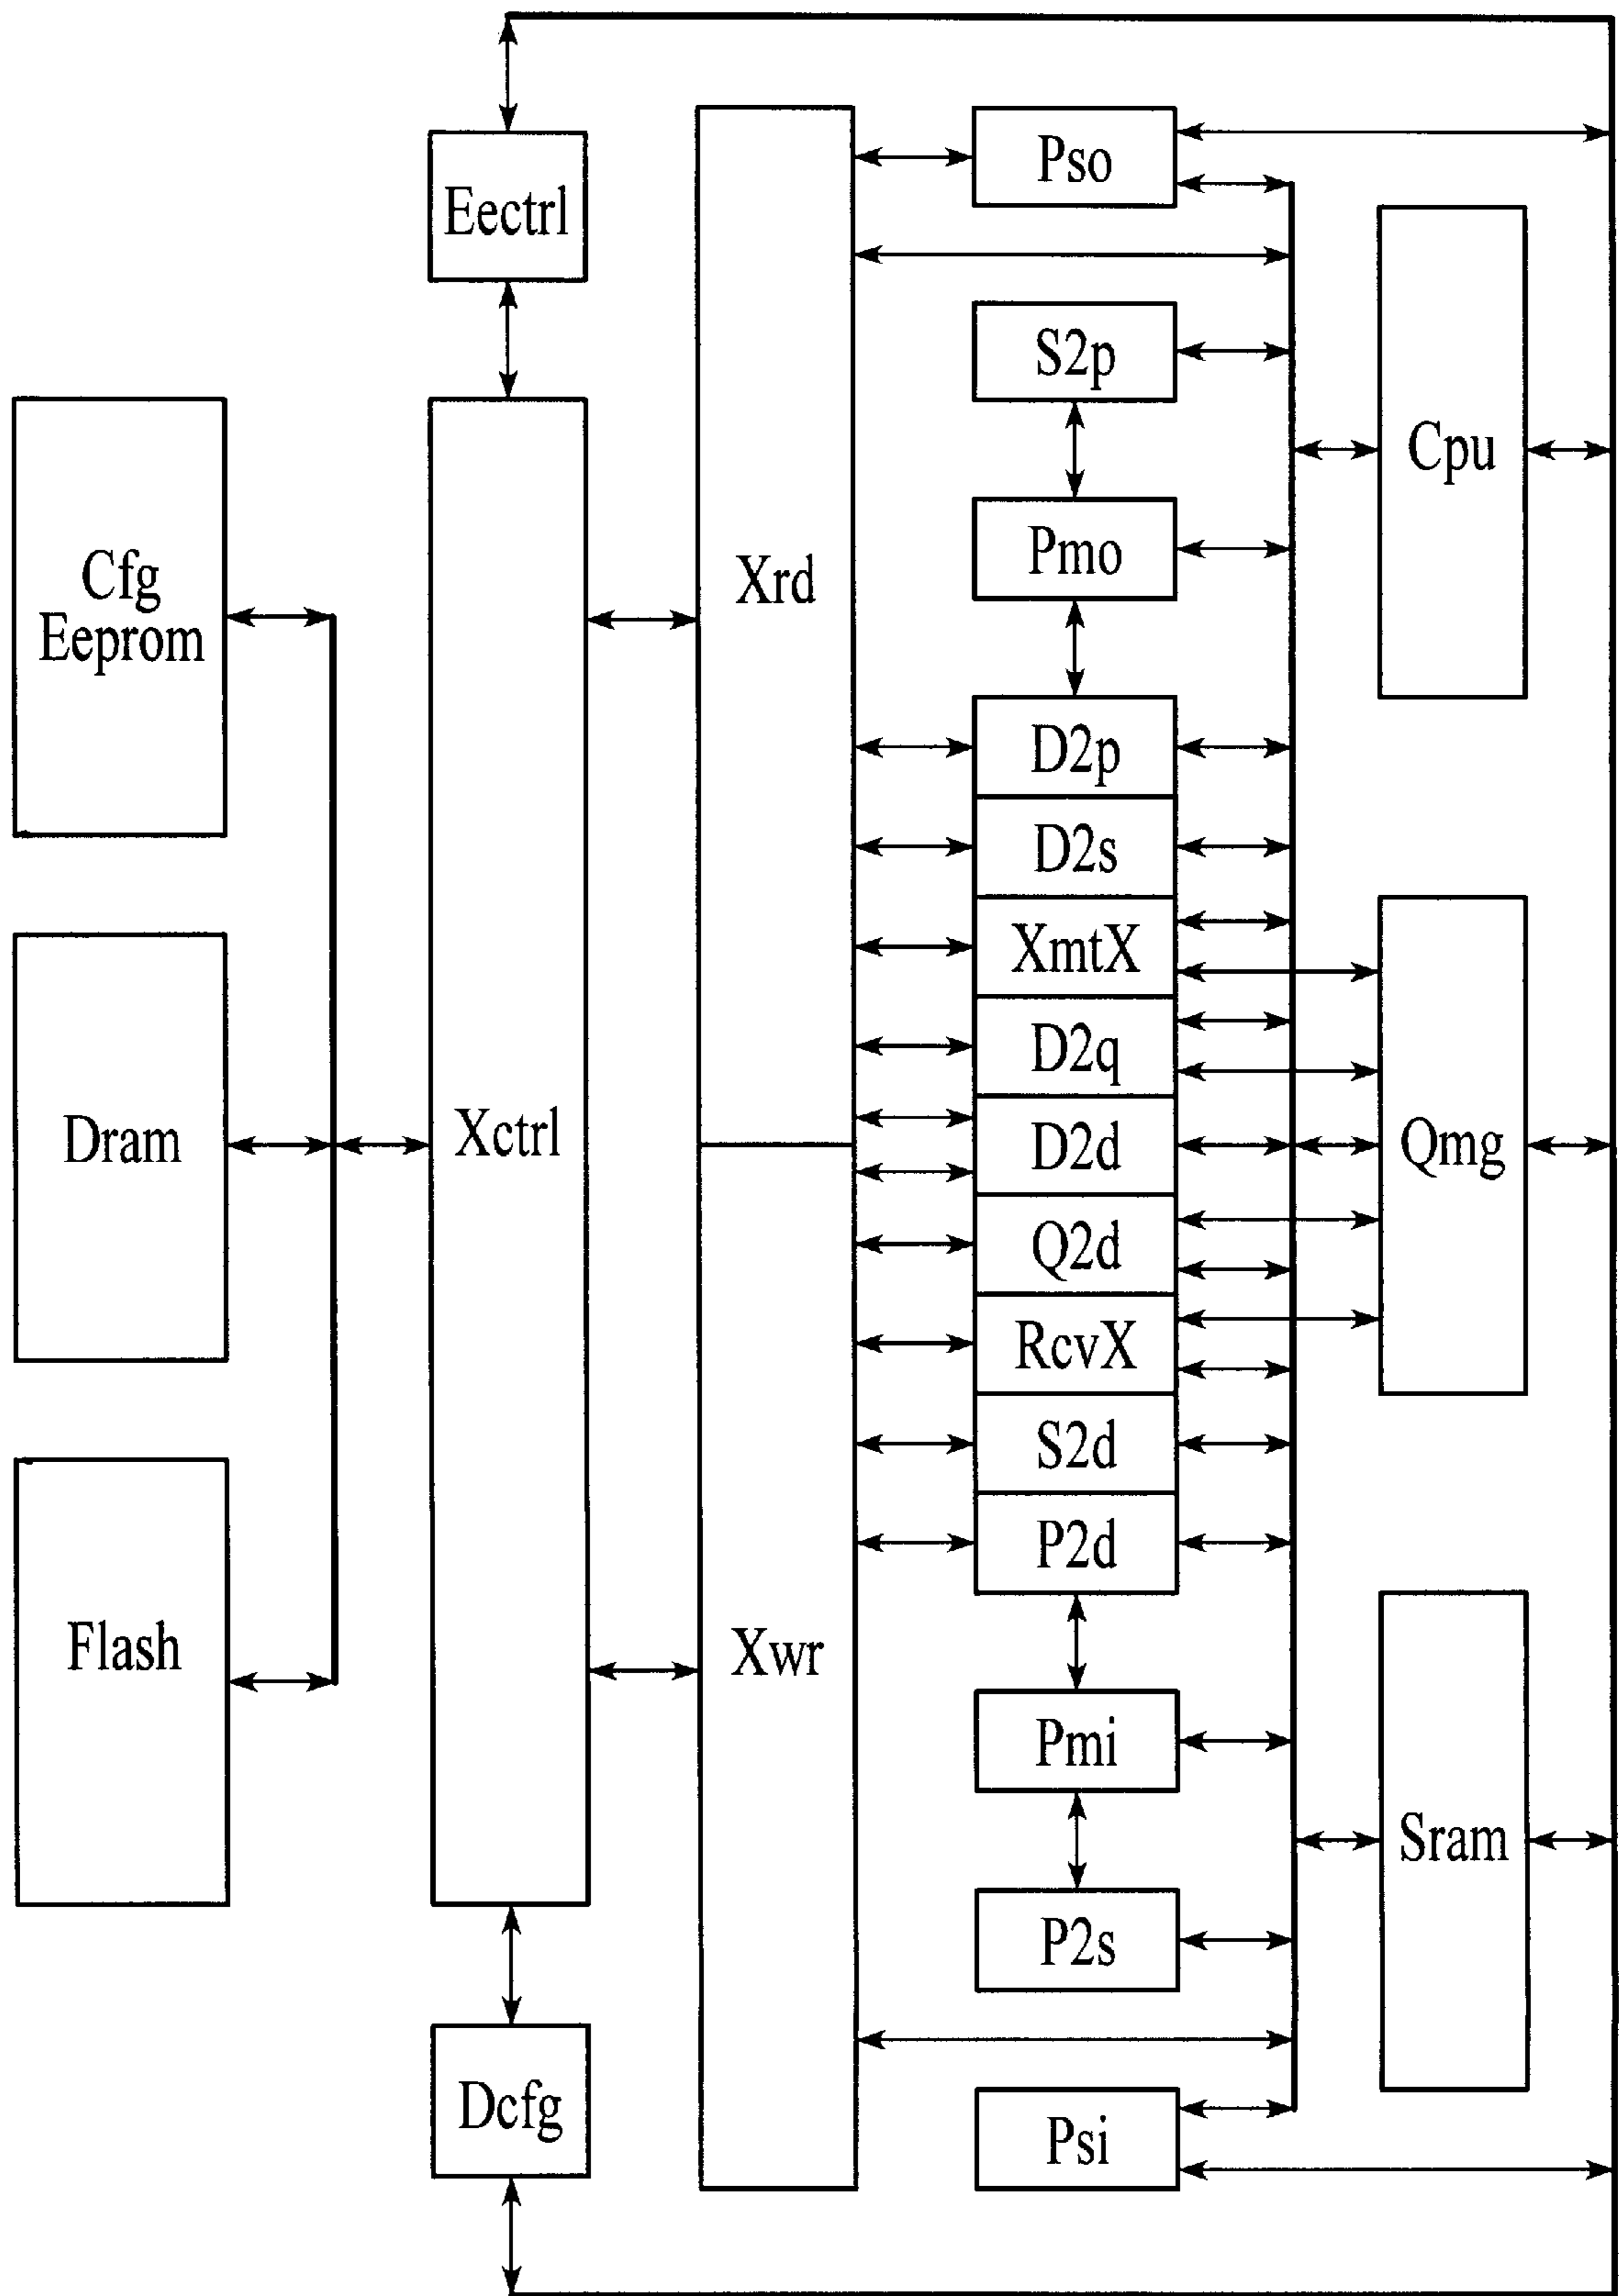 Pso
Eectrl
S2p
Cpu
Pmo
Cfg
Eeprom
Xrd
D2p
D2s
XmtX
D2q
Dram
Xctrl
D2d
Qmg
Q2d
RcvX
S2d
P2d
Flash
Xwr
Pmi
Sram
P2s
Dcfg
Psi